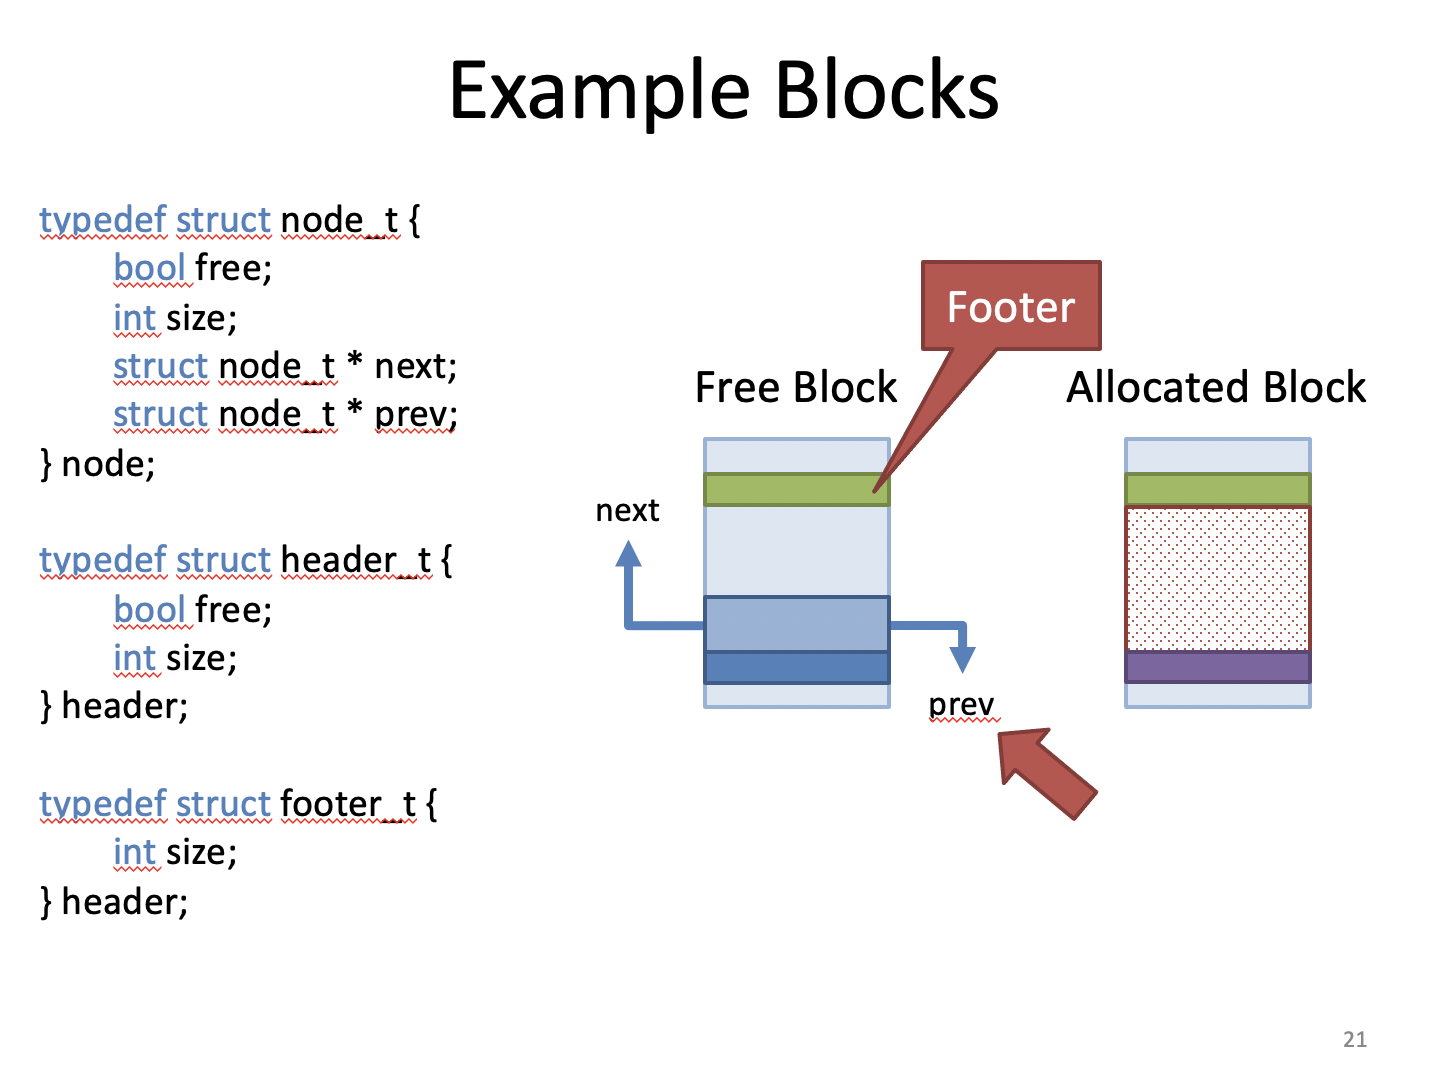 Example Blocks
typedef struct node_t {
bool free;
int size;
struct node_t * next;
struct node_t * prev;
} node;
typedef struct header_t {
bool free;
int size;
} header;
typedef struct footer_t {
int size;
} header;
Footer
Free Block
Allocated Block
next
prev
21